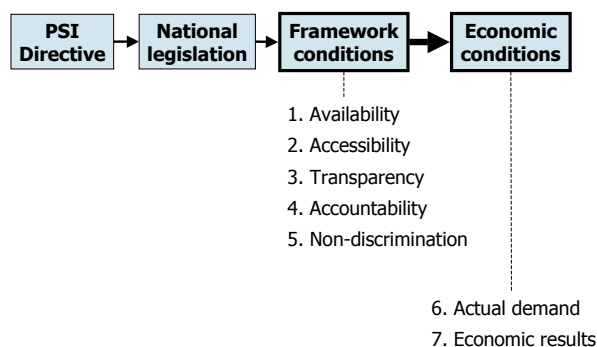 PSI
Directive
National
legislation
Framework
conditions
Economic
conditions
1. Availability
2. Accessibility
3. Transparency
4. Accountability
5. Non-discrimination
6. Actual demand
7. Economic results